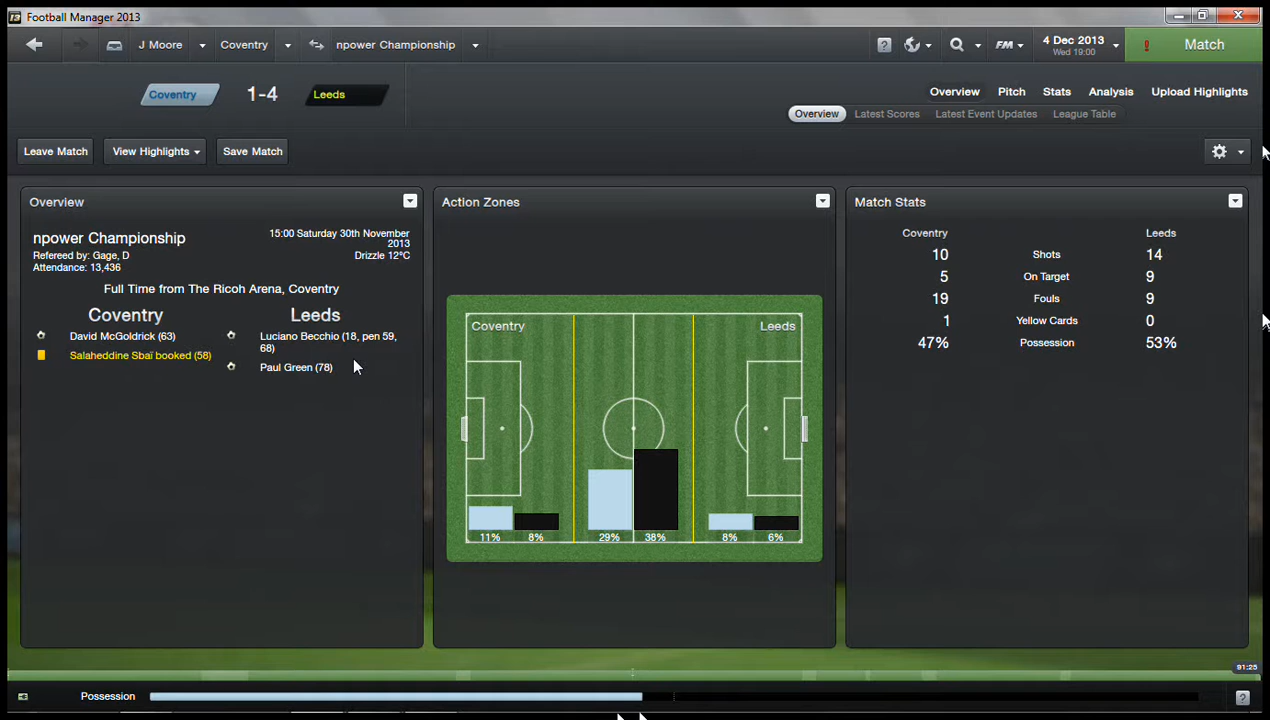 Football Manager 2013
J Moore
Coventry
npower Championship
?
FM
4 Dec 2013
Wed 19:00
! Match
Coventry 1-4 Leeds
Overview Pitch Stats Analysis Upload Highlights
Overview Latest Scores Latest Event Updates League Table
Leave Match View Highlights Save Match
Overview
npower Championship
Refereed by: Gage, D
Attendance: 13,436
15:00 Saturday 30th November
2013
Drizzle 12°C
Full Time from The Ricoh Arena, Coventry
Coventry
David McGoldrick (63)
Salaheddine Sbaï booked (58)
Leeds
Luciano Becchio (18, pen 59,
68)
Paul Green (78)
Action Zones
Coventry Leeds
11% 8% 29% 38% 8% 6%
Match Stats
Coventry Leeds
10 Shots 14
5 On Target 9
19 Fouls 9
1 Yellow Cards 0
47% Possession 53%
91:25
Possession
?